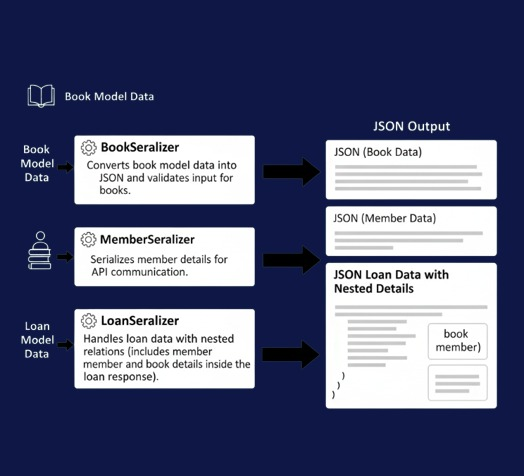 Book Model Data
JSON Output
Book
Model
Data
BookSeralizer
Converts book model data into
JSON and validates input for
books.
JSON (Book Data)
MemberSeralizer
Serializes member details for
API communication.
JSON (Member Data)
Loan
Model
Data
LoanSeralizer
Handles loan data with nested
relations (includes member
member and book details inside the
loan response).
JSON Loan Data with
Nested Details
book
member)
)
)
)